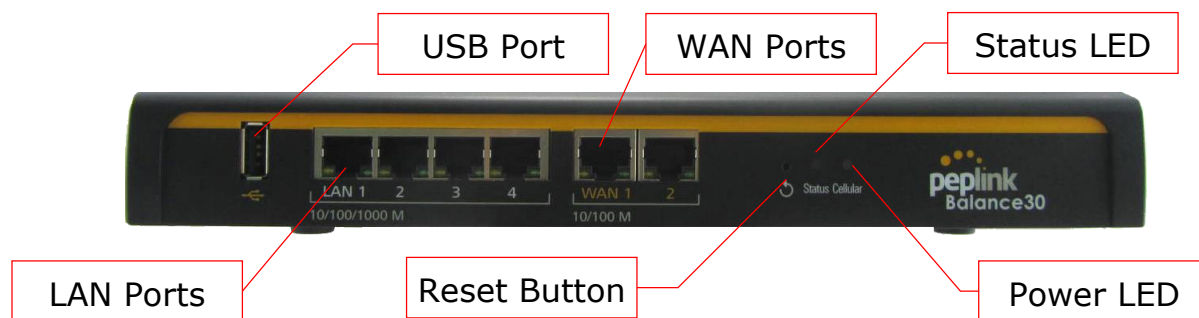 USB Port
WAN Ports
Status LED
LAN 1 2 3 4
10/100/1000 M
WAN 1 2
10/100 M
Status Cellular
peplink
Balance30
LAN Ports
Reset Button
Power LED